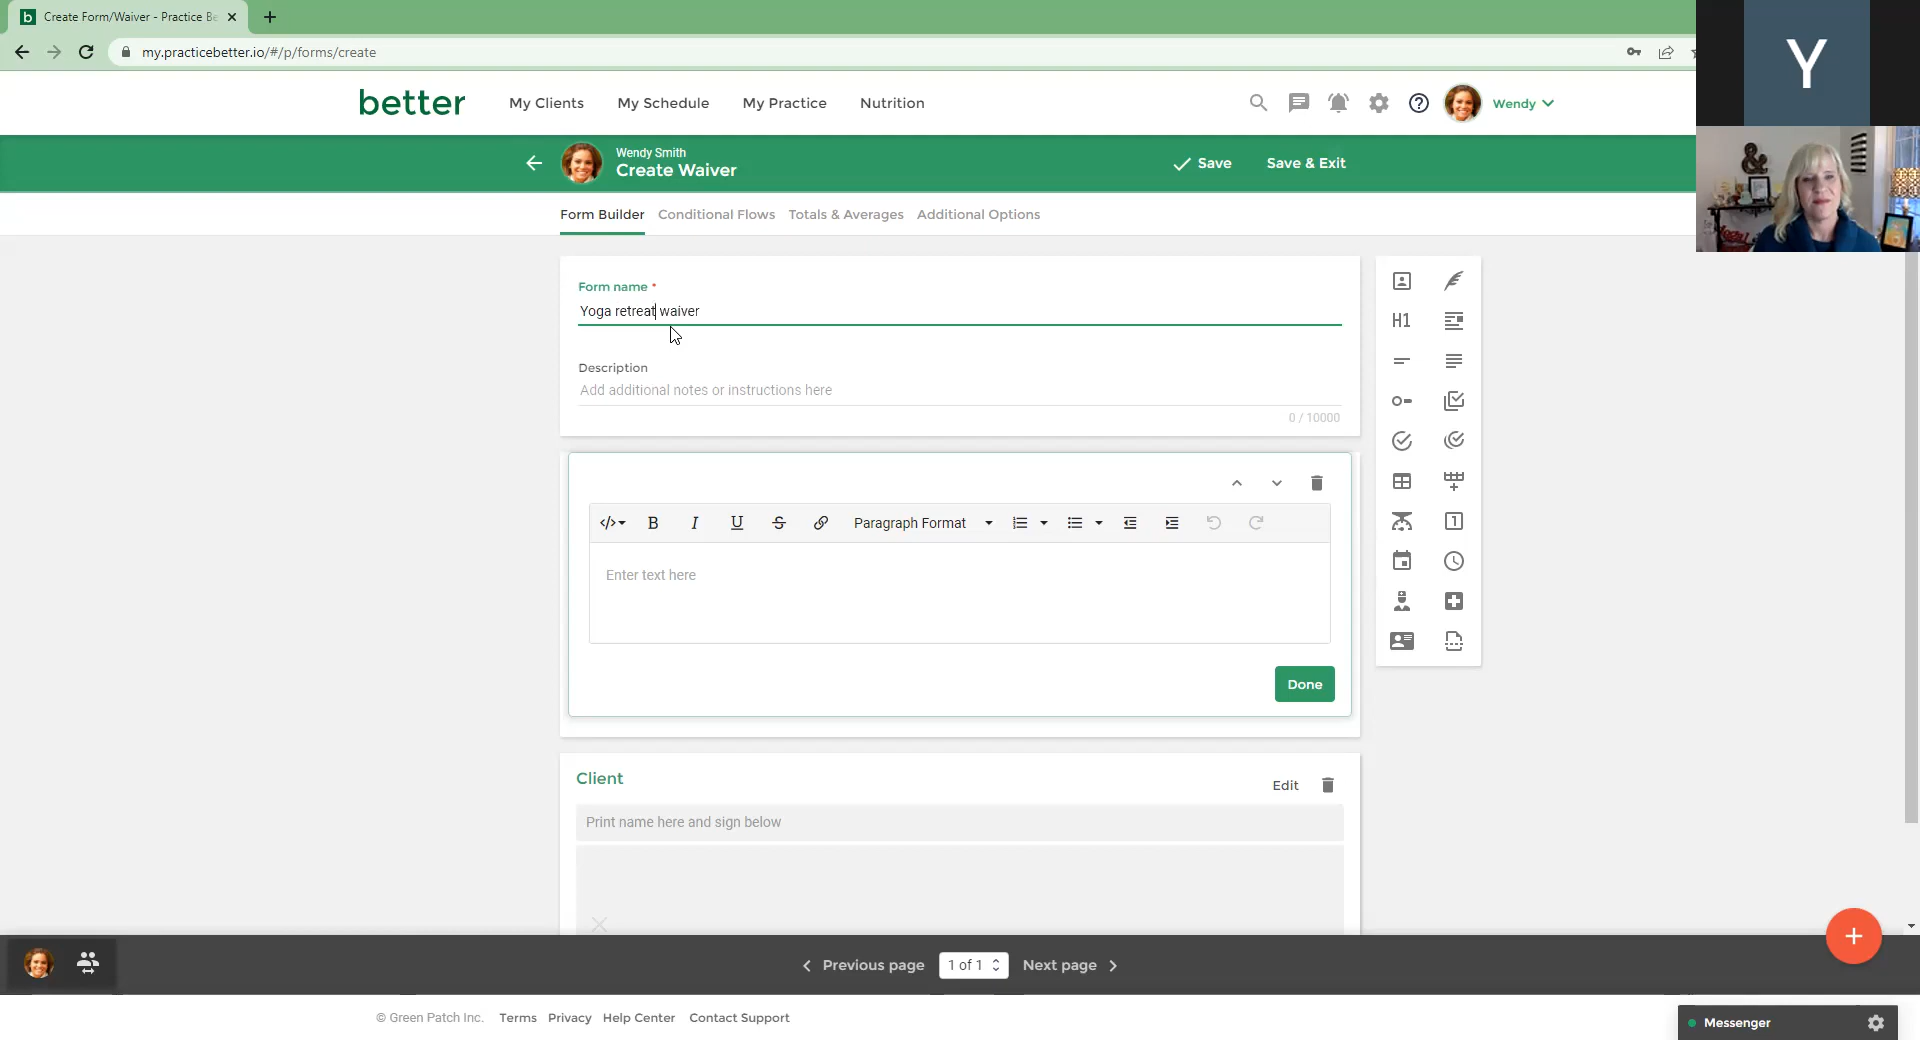 b Create Form/Waiver - Practice Be
my.practicebetter.io/#/p/forms/create
Y
better My Clients My Schedule My Practice Nutrition Wendy
Wendy Smith
Create Waiver
Save Save & Exit
Form Builder Conditional Flows Totals & Averages Additional Options
Form name *
Yoga retreat waiver
Description
Add additional notes or instructions here
0 / 10000
H1
</> B I U S Paragraph Format
Enter text here
1
Done
Client
Edit
Print name here and sign below
Previous page 1 of 1 Next page
© Green Patch Inc. Terms Privacy Help Center Contact Support
Messenger